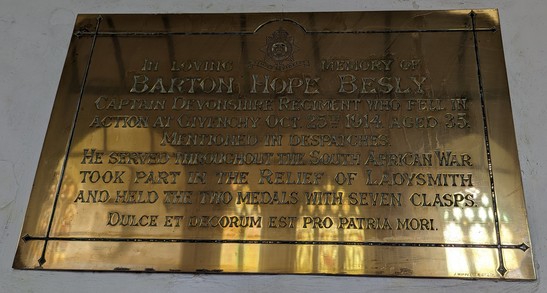 IN LOVING MEMORY OF
BARTON HOPE BESLY
CAPTAIN DEVONSHIRE REGIMENT WHO FELL IN
ACTION AT GIVENCHY OCT. 25TH 1914. AGED 35.
MENTIONED IN DESPATCHES.
HE SERVED THROUGHOUT THE SOUTH AFRICAN WAR
TOOK PART IN THE RELIEF OF LADYSMITH
AND HELD THE TWO MEDALS WITH SEVEN CLASPS.
DULCE ET DECORUM EST PRO PATRIA MORI.